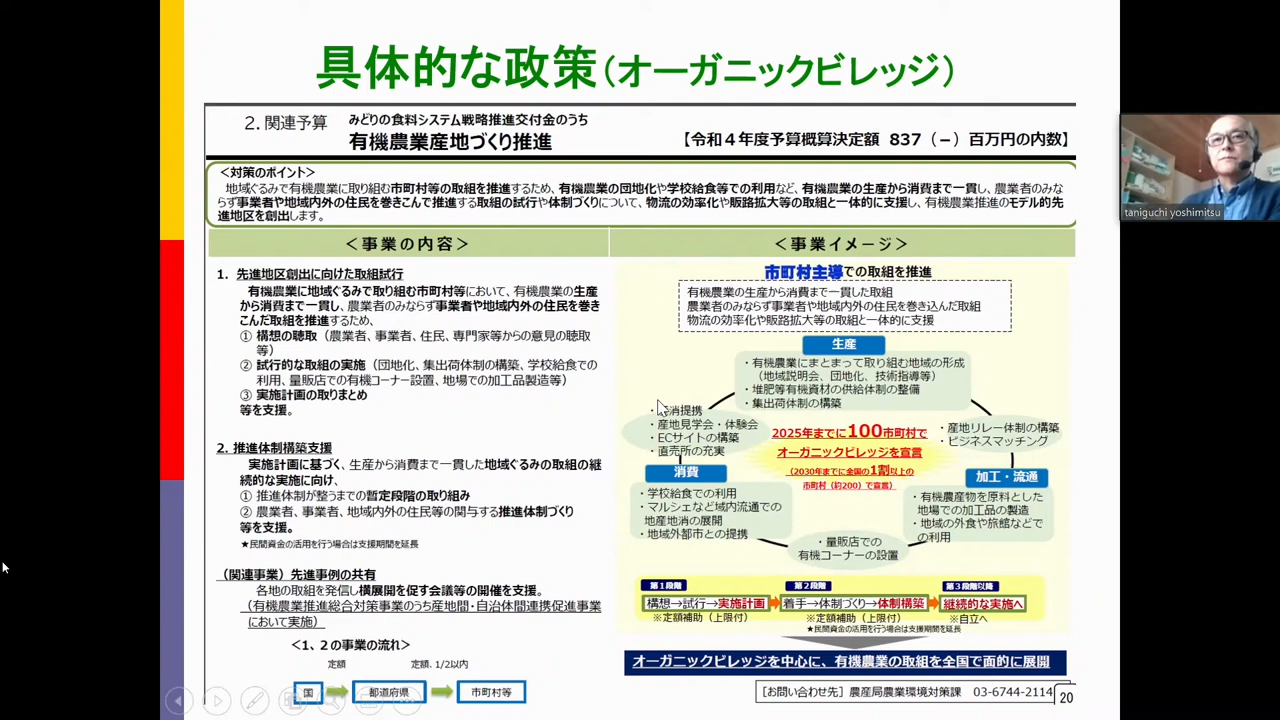 具体的な政策（オーガニックビレッジ）
2. 関連予算
みどりの食料システム戦略推進交付金のうち
有機農業産地づくり推進
【令和４年度予算概算決定額 837（－）百万円の内数】
＜対策のポイント＞
地域ぐるみで有機農業に取り組む市町村等の取組を推進するため、有機農業の団地化や学校給食等での利用など、有機農業の生産から消費まで一貫し、農業者のみな
らず事業者や地域内外の住民を巻きこんで推進する取組の試行や体制づくりについて、物流の効率化や販路拡大等の取組と一体的に支援し、有機農業推進のモデル的先
進地区を創出します。
＜事業の内容＞
1. 先進地区創出に向けた取組試行
有機農業に地域ぐるみで取り組む市町村等において、有機農業の生産
から消費まで一貫し、農業者のみならず事業者や地域内外の住民を巻き
こんだ取組を推進するため、
① 構想の聴取（農業者、事業者、住民、専門家等からの意見の聴取
等）
② 試行的な取組の実施（団地化、集出荷体制の構築、学校給食での
利用、量販店での有機コーナー設置、地場での加工品製造等）
③ 実施計画の取りまとめ
等を支援。
2. 推進体制構築支援
実施計画に基づく、生産から消費まで一貫した地域ぐるみの取組の継
続的な実施に向け、
① 推進体制が整うまでの暫定段階の取り組み
② 農業者、事業者、地域内外の住民等の関与する推進体制づくり
等を支援。
★民間資金の活用を行う場合は支援期間を延長
（関連事業）先進事例の共有
各地の取組を発信し横展開を促す会議等の開催を支援。
（有機農業推進総合対策事業のうち産地間・自治体間連携促進事業
において実施）
＜1、2の事業の流れ＞
定額
定額、1/2以内
国
都道府県
市町村等
＜事業イメージ＞
市町村主導での取組を推進
有機農業の生産から消費まで一貫した取組
農業者のみならず事業者や地域内外の住民を巻き込んだ取組
物流の効率化や販路拡大等の取組と一体的に支援
生産
・有機農業にまとまって取り組む地域の形成
（地域説明会、団地化、技術指導等）
・堆肥等有機資材の供給体制の整備
・集出荷体制の構築
消提携
・産地見学会・体験会
・ECサイトの構築
・直売所の充実
2025年までに100市町村で
オーガニックビレッジを宣言
（2030年までに全国の1割以上の
市町村（約200）で宣言）
・産地リレー体制の構築
・ビジネスマッチング
消費
・学校給食での利用
・マルシェなど域内流通での
地産地消の展開
・地域外都市との提携
加工・流通
・有機農産物を原料とした
地場での加工品の製造
・地域の外食や旅館などで
の利用
・量販店での
有機コーナーの設置
第１段階
第２段階
第３段階以降
構想→試行→実施計画
着手→体制づくり→体制構築
継続的な実施へ
※定額補助（上限付）
※定額補助（上限付）
※自立へ
★民間資金の活用を行う場合は支援期間を延長
オーガニックビレッジを中心に、有機農業の取組を全国で面的に展開
［お問い合わせ先］農産局農業環境対策課 03-6744-2114
20
taniguchi yoshimitsu